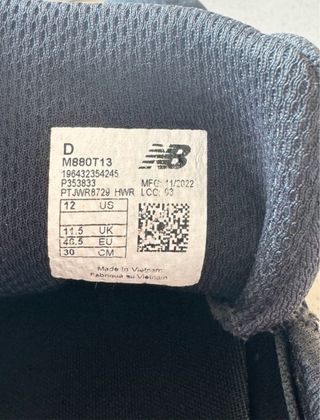 D
M880T13
NB
196432354245
P353833 MFG: 11/2022
PTJWR8729 HWR LCC: 03
12 US
11.5 UK
46.5 EU
30 CM
Made in Vietnam
Fabriqué au Vietnam